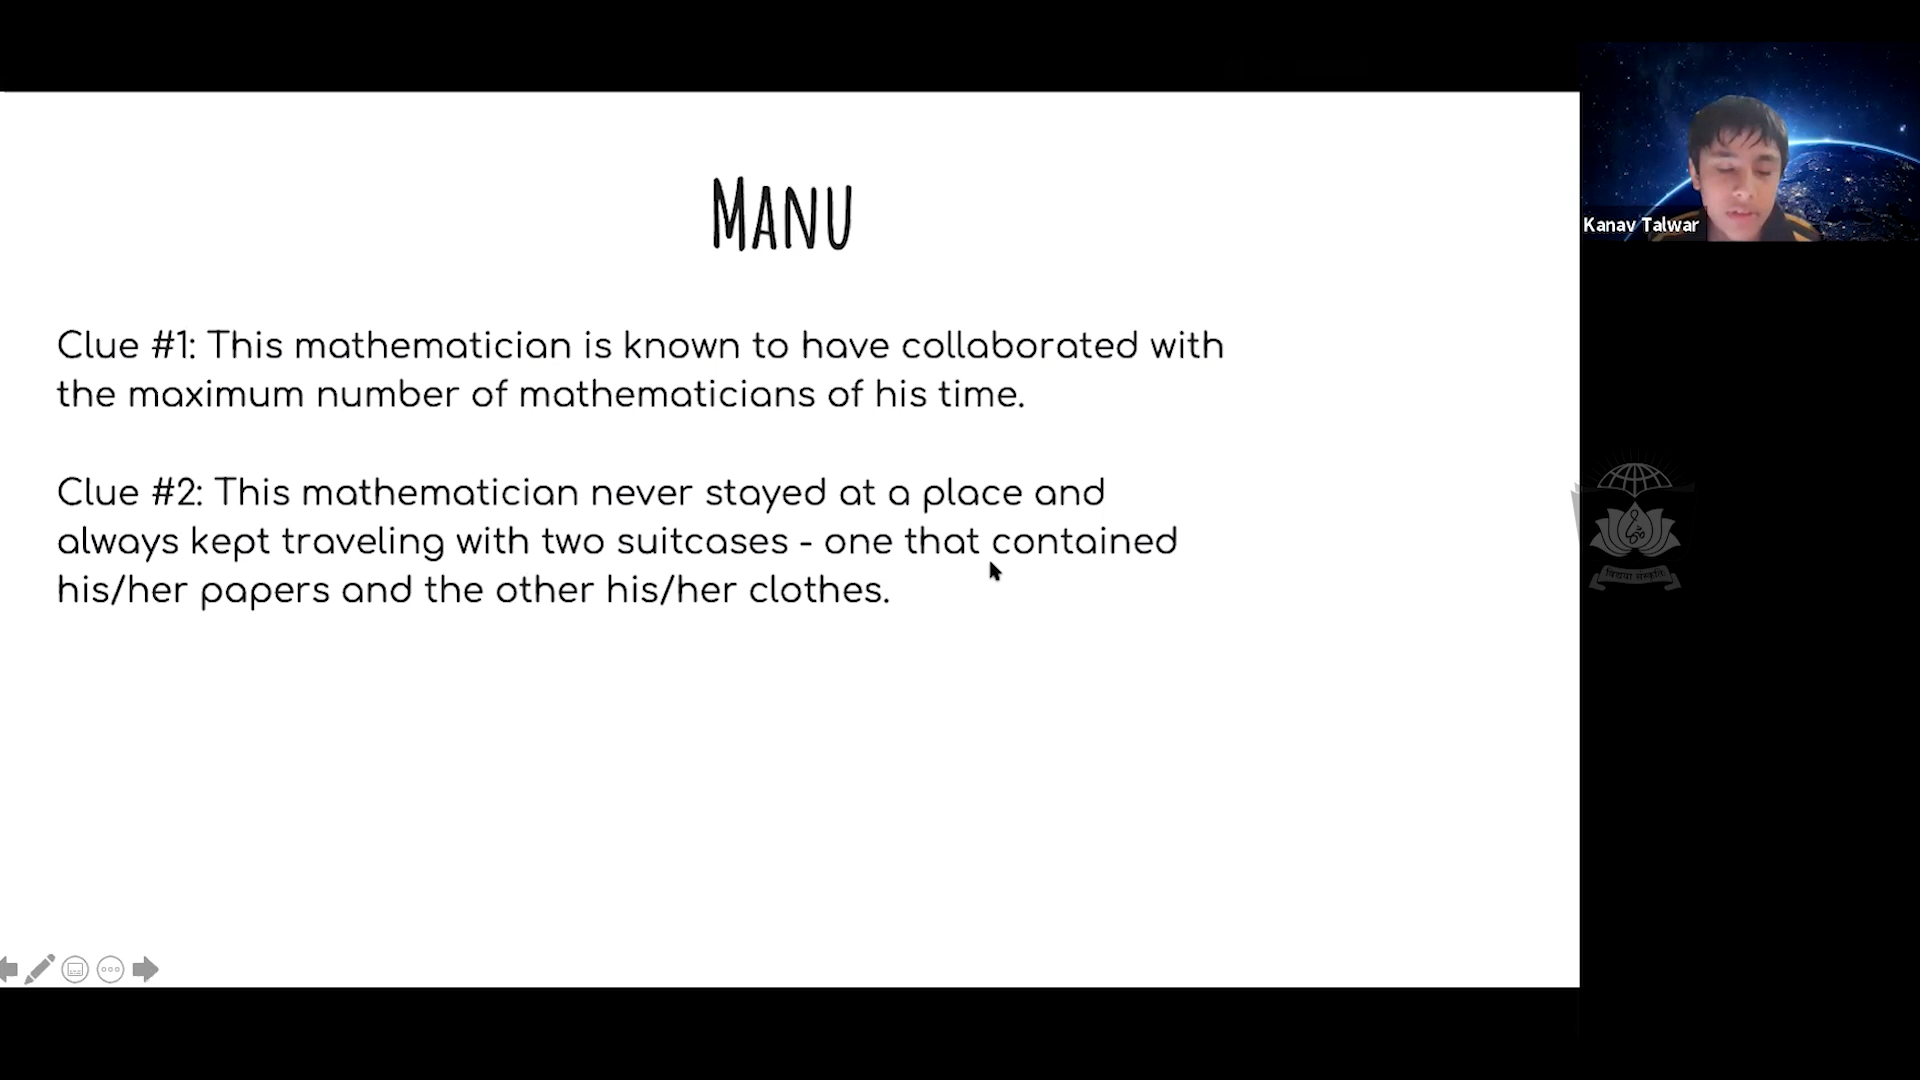 MANU
Clue #1: This mathematician is known to have collaborated with
the maximum number of mathematicians of his time.
Clue #2: This mathematician never stayed at a place and
always kept traveling with two suitcases - one that contained
his/her papers and the other his/her clothes.
Kanav Talwar
विद्यया संस्कृतिः